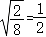 √(2/8) = 1/2